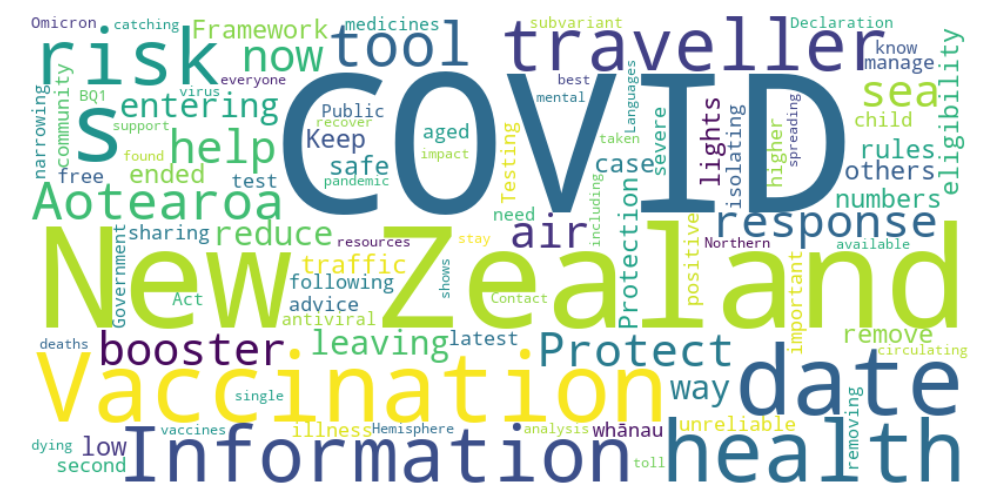 Omicron
catching
Framework
medicines
subvariant
Declaration
risk
now
tool
traveller
know
manage
eligibility
narrowing
community
BQ1
virus
everyone
COVID
best
mental
Languages
sea
s
entering
Public
recover
Keep
aged
Testing
taken
severe
lights
isolating
higher
spreading
child
support
found
help
safe
impact
case
rules
others
free
ended
test
pandemic
numbers
Aotearoa
need
including
Protection
positive
response
Government
sharing
reduce
resources
stay
air
Northern
available
New Zealand
traffic
following
shows
Act
advice
Contact
important
antiviral
remove
deaths
booster
leaving
latest
Protect
circulating
Vaccination
single
way
date
removing
dying
low
second
vaccines
Information
illness
Hemisphere
analysis
whānau
toll
unreliable
health